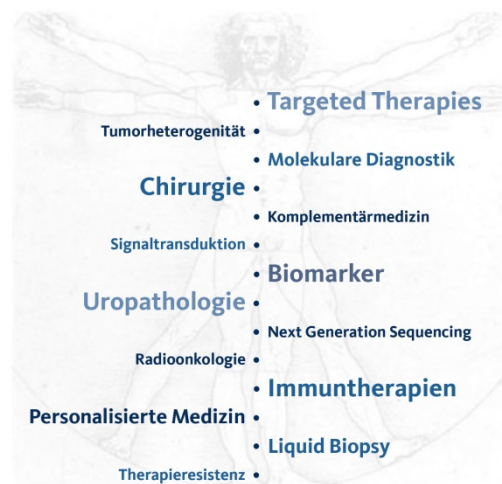 • Targeted Therapies
Tumorheterogenität •
• Molekulare Diagnostik
Chirurgie •
• Komplementärmedizin
Signaltransduktion •
• Biomarker
Uropathologie •
• Next Generation Sequencing
Radioonkologie •
• Immuntherapien
Personalisierte Medizin •
• Liquid Biopsy
Therapieresistenz •